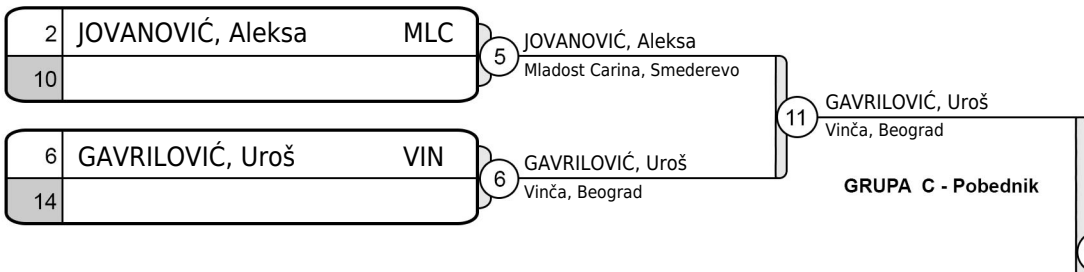 2 JOVANOVIĆ, Aleksa MLC
10
5 JOVANOVIĆ, Aleksa
Mladost Carina, Smederevo
6 GAVRILOVIĆ, Uroš VIN
14
6 GAVRILOVIĆ, Uroš
Vinča, Beograd
11 GAVRILOVIĆ, Uroš
Vinča, Beograd
GRUPA C - Pobednik